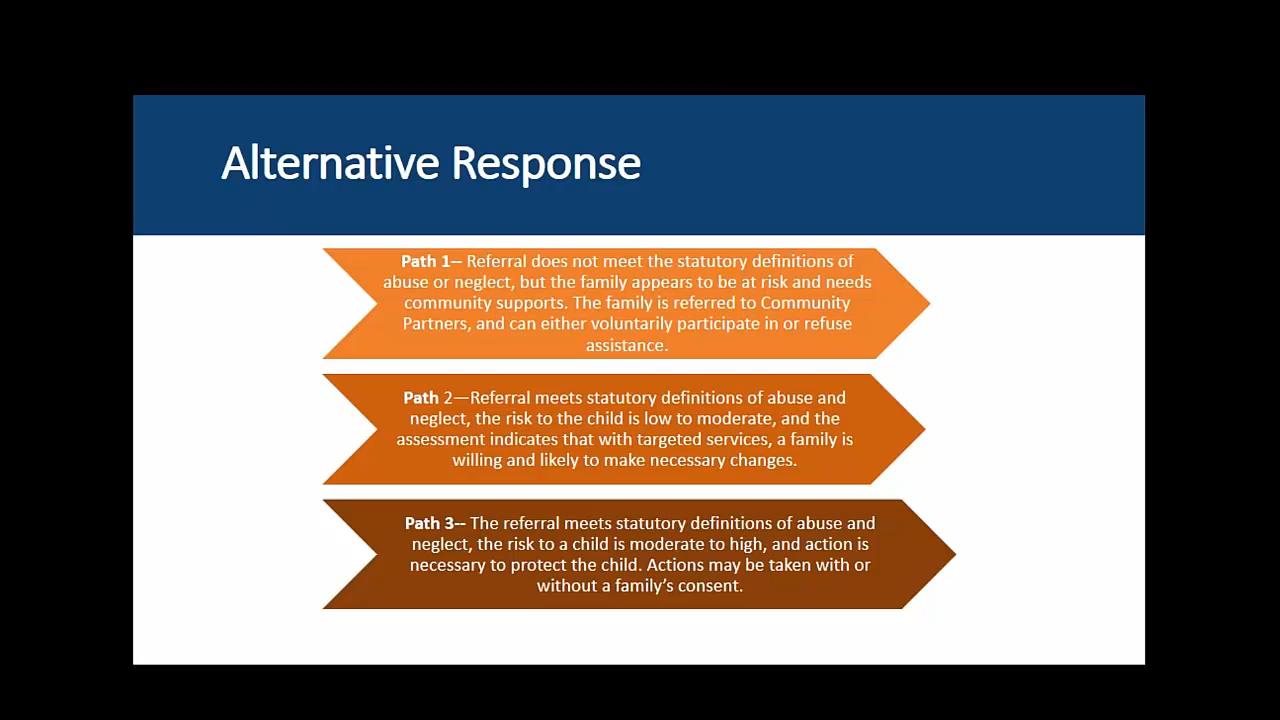 Alternative Response
Path 1-- Referral does not meet the statutory definitions of
abuse or neglect, but the family appears to be at risk and needs
community supports. The family is referred to Community
Partners, and can either voluntarily participate in or refuse
assistance.
Path 2—Referral meets statutory definitions of abuse and
neglect, the risk to the child is low to moderate, and the
assessment indicates that with targeted services, a family is
willing and likely to make necessary changes.
Path 3-- The referral meets statutory definitions of abuse and
neglect, the risk to a child is moderate to high, and action is
necessary to protect the child. Actions may be taken with or
without a family’s consent.